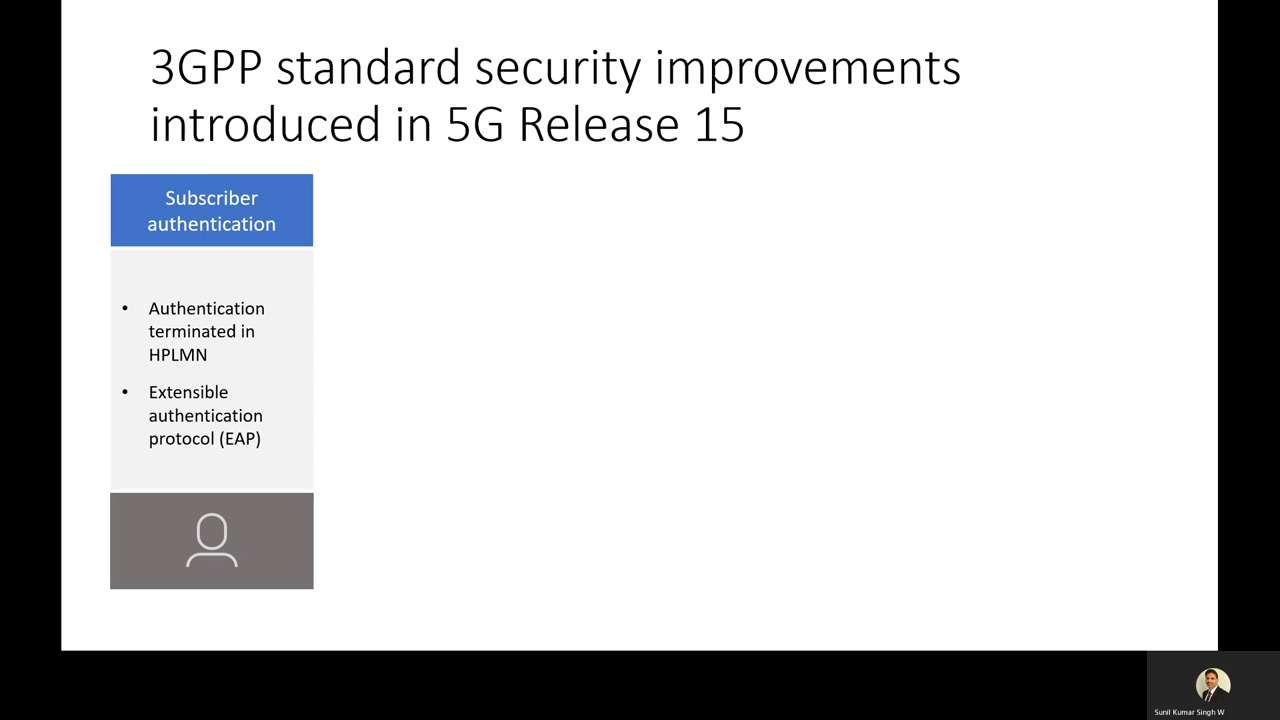 3GPP standard security improvements
introduced in 5G Release 15
Subscriber
authentication
• Authentication
terminated in
HPLMN
• Extensible
authentication
protocol (EAP)
Sunil Kumar Singh W